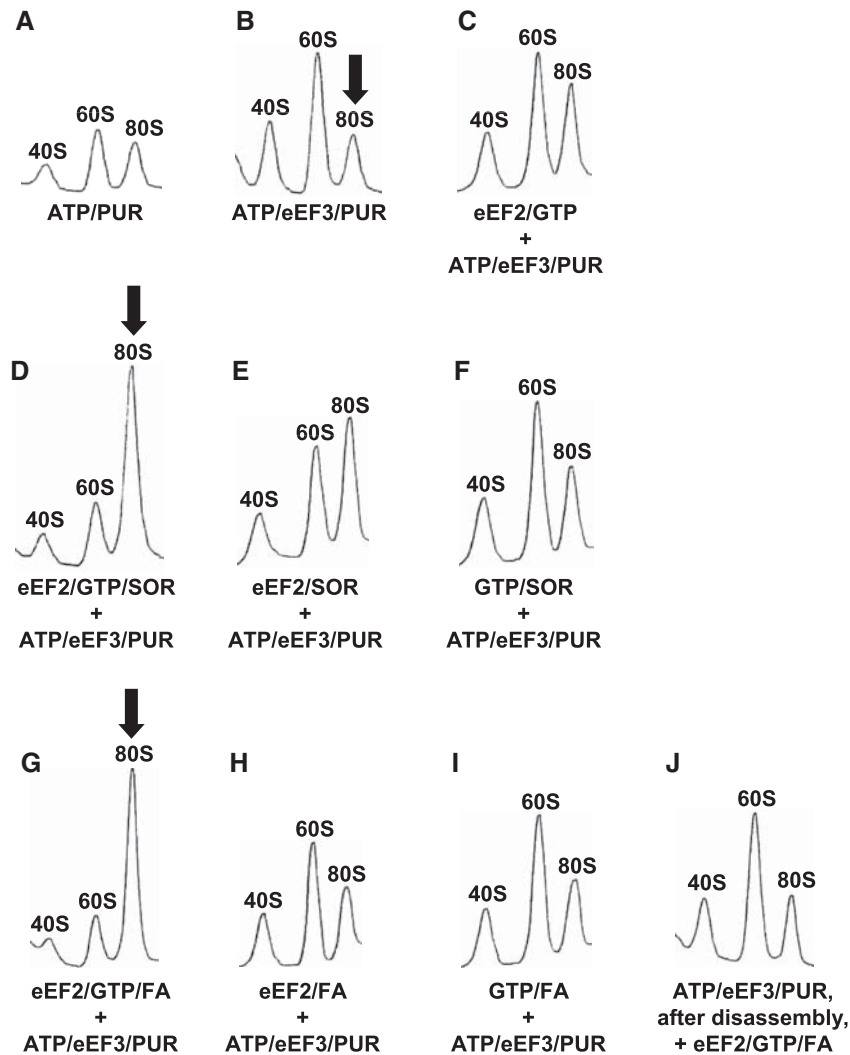 A
B
C
40S
60S
80S
ATP/PUR
40S
60S
80S
ATP/eEF3/PUR
40S
60S
80S
eEF2/GTP
+
ATP/eEF3/PUR
D
E
F
40S
60S
80S
eEF2/GTP/SOR
+
ATP/eEF3/PUR
40S
60S
80S
eEF2/SOR
+
ATP/eEF3/PUR
40S
60S
80S
GTP/SOR
+
ATP/eEF3/PUR
G
H
I
J
40S
60S
80S
eEF2/GTP/FA
+
ATP/eEF3/PUR
40S
60S
80S
eEF2/FA
+
ATP/eEF3/PUR
40S
60S
80S
GTP/FA
+
ATP/eEF3/PUR
40S
60S
80S
ATP/eEF3/PUR,
after disassembly,
+ eEF2/GTP/FA